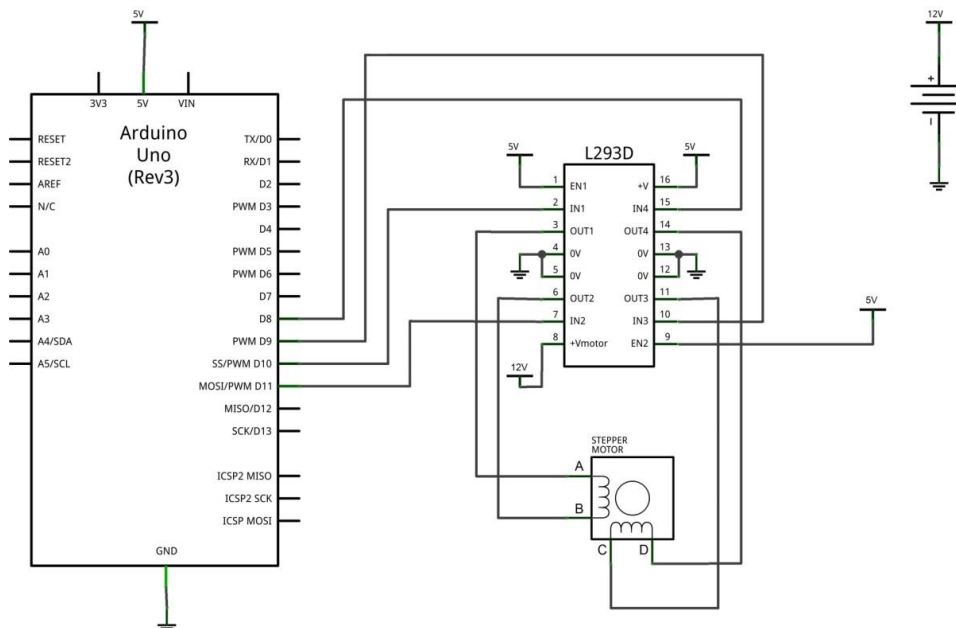 5V
12V
3V3
5V
VIN
Arduino
Uno
(Rev3)
RESET
RESET2
AREF
N/C
A0
A1
A2
A3
A4/SDA
A5/SCL
TX/D0
RX/D1
D2
PWM D3
D4
PWM D5
PWM D6
D7
D8
PWM D9
SS/PWM D10
MOSI/PWM D11
MISO/D12
SCK/D13
ICSP2 MISO
ICSP2 SCK
ICSP MOSI
GND
L293D
5V
5V
1 EN1 +V 16
2 IN1 IN4 15
3 OUT1 OUT4 14
4 0V 0V 13
5 0V 0V 12
6 OUT2 OUT3 11
7 IN2 IN3 10
8 +Vmotor EN2 9
12V
5V
STEPPER
MOTOR
A
B
C D
+
−